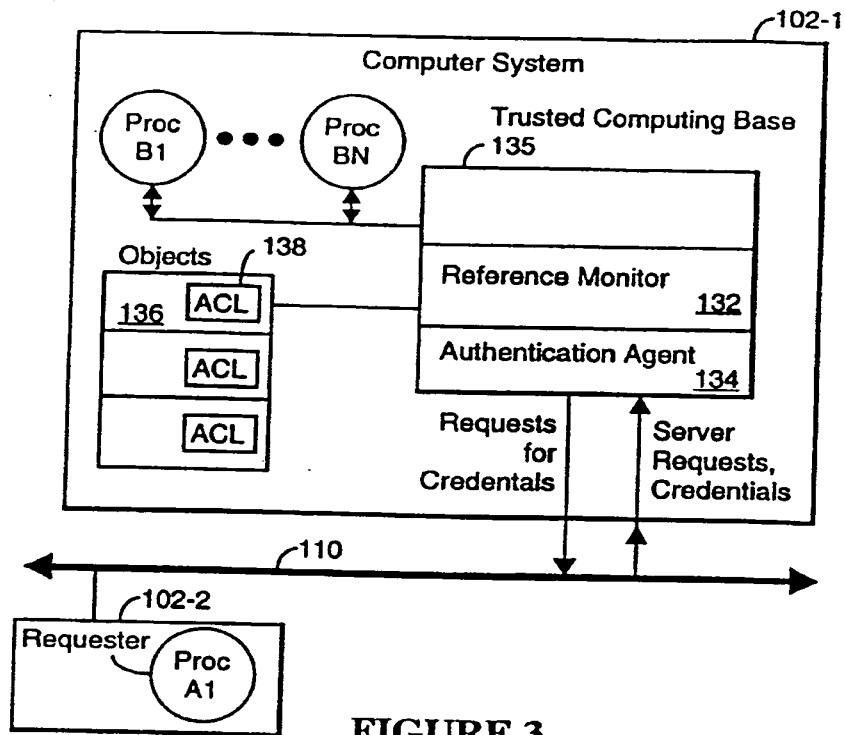 102-1
Computer System
Proc
B1
Proc
BN
Trusted Computing Base
135
Objects
138
136
ACL
ACL
ACL
Reference Monitor
132
Authentication Agent
134
Requests
for
Credentals
Server
Requests,
Credentials
110
102-2
Requester
Proc
A1
FIGURE 3